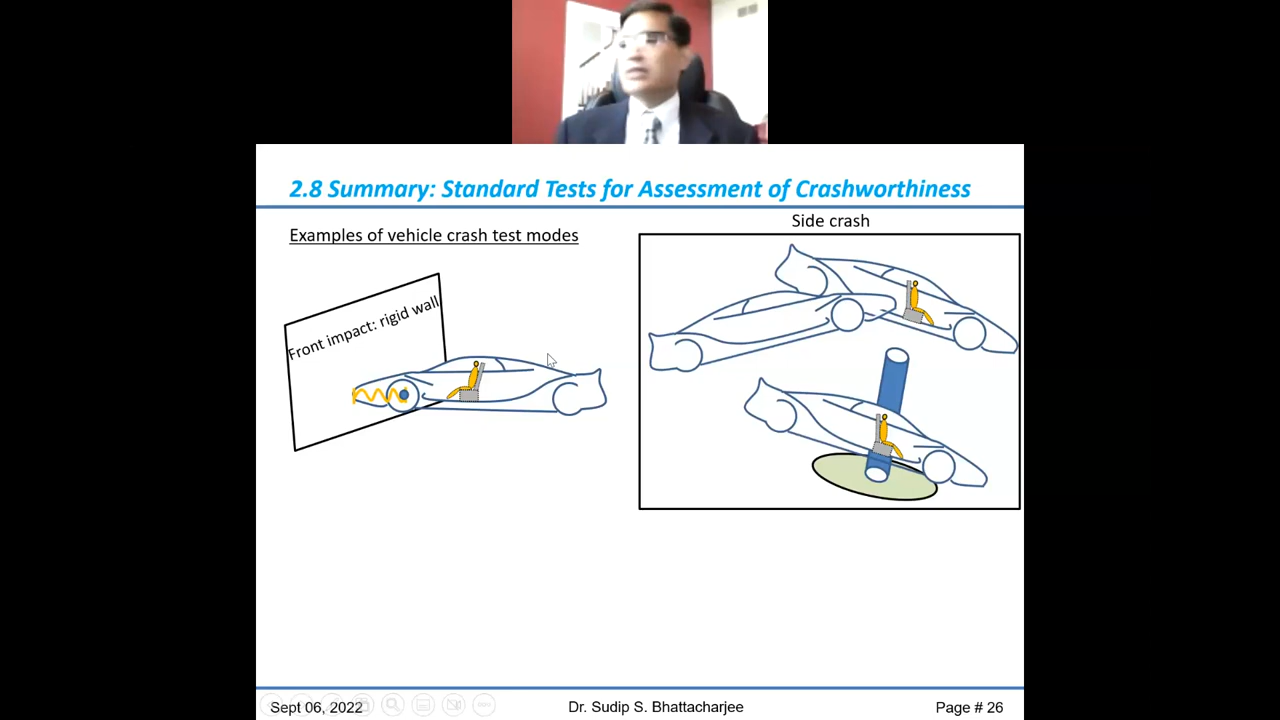 2.8 Summary: Standard Tests for Assessment of Crashworthiness
Examples of vehicle crash test modes
Side crash
Front impact: rigid wall
Sept 06, 2022
Dr. Sudip S. Bhattacharjee
Page # 26